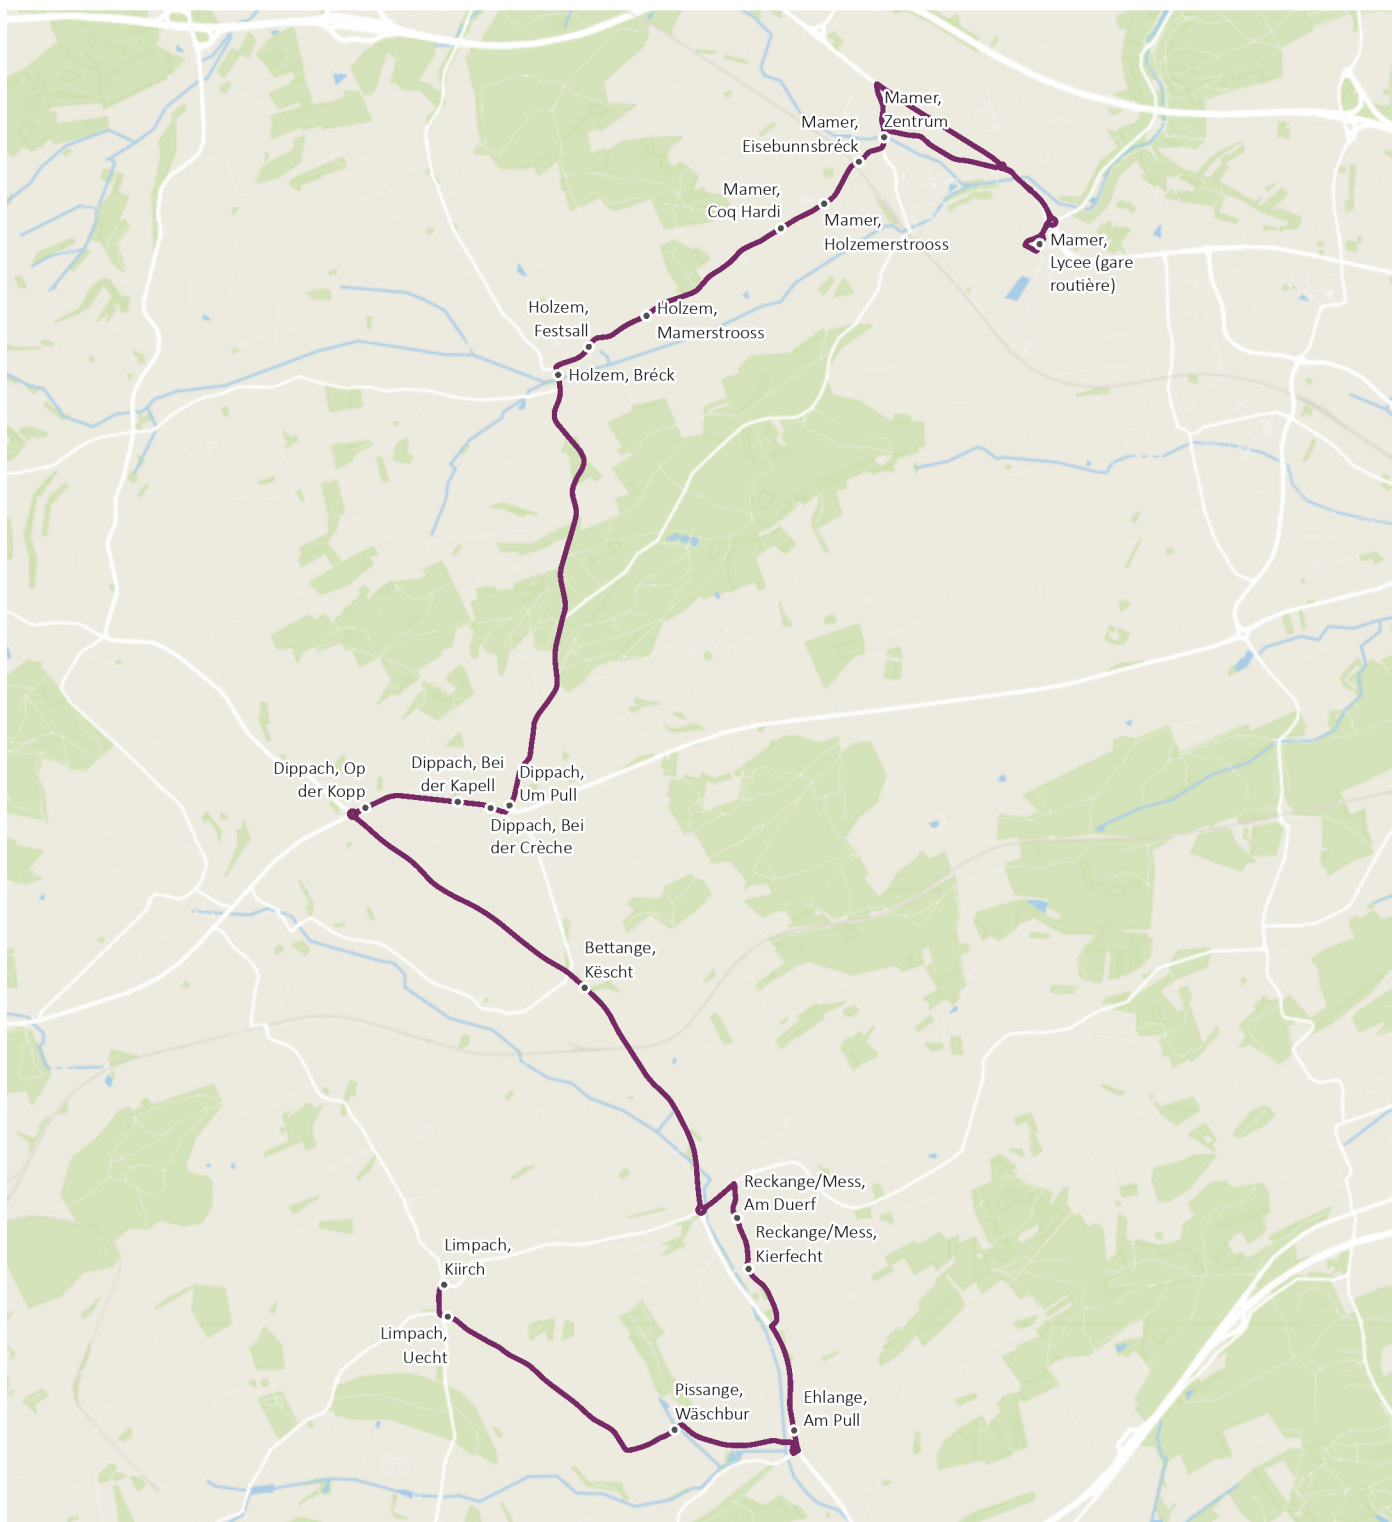 Mamer,
Zentrum
Mamer,
Eisebunnsbréck
Mamer,
Coq Hardi
Mamer,
Holzemerstrooss
Mamer,
Lycee (gare
routière)
Holzem,
Festsall
Holzem,
Mamerstrooss
Holzem, Bréck
Dippach, Op
der Kopp
Dippach, Bei
der Kapell
Dippach,
Um Pull
Dippach, Bei
der Crèche
Bettange,
Këscht
Reckange/Mess,
Am Duerf
Reckange/Mess,
Kierfecht
Limpach,
Kiirch
Limpach,
Uecht
Pissange,
Wäschbur
Ehlange,
Am Pull